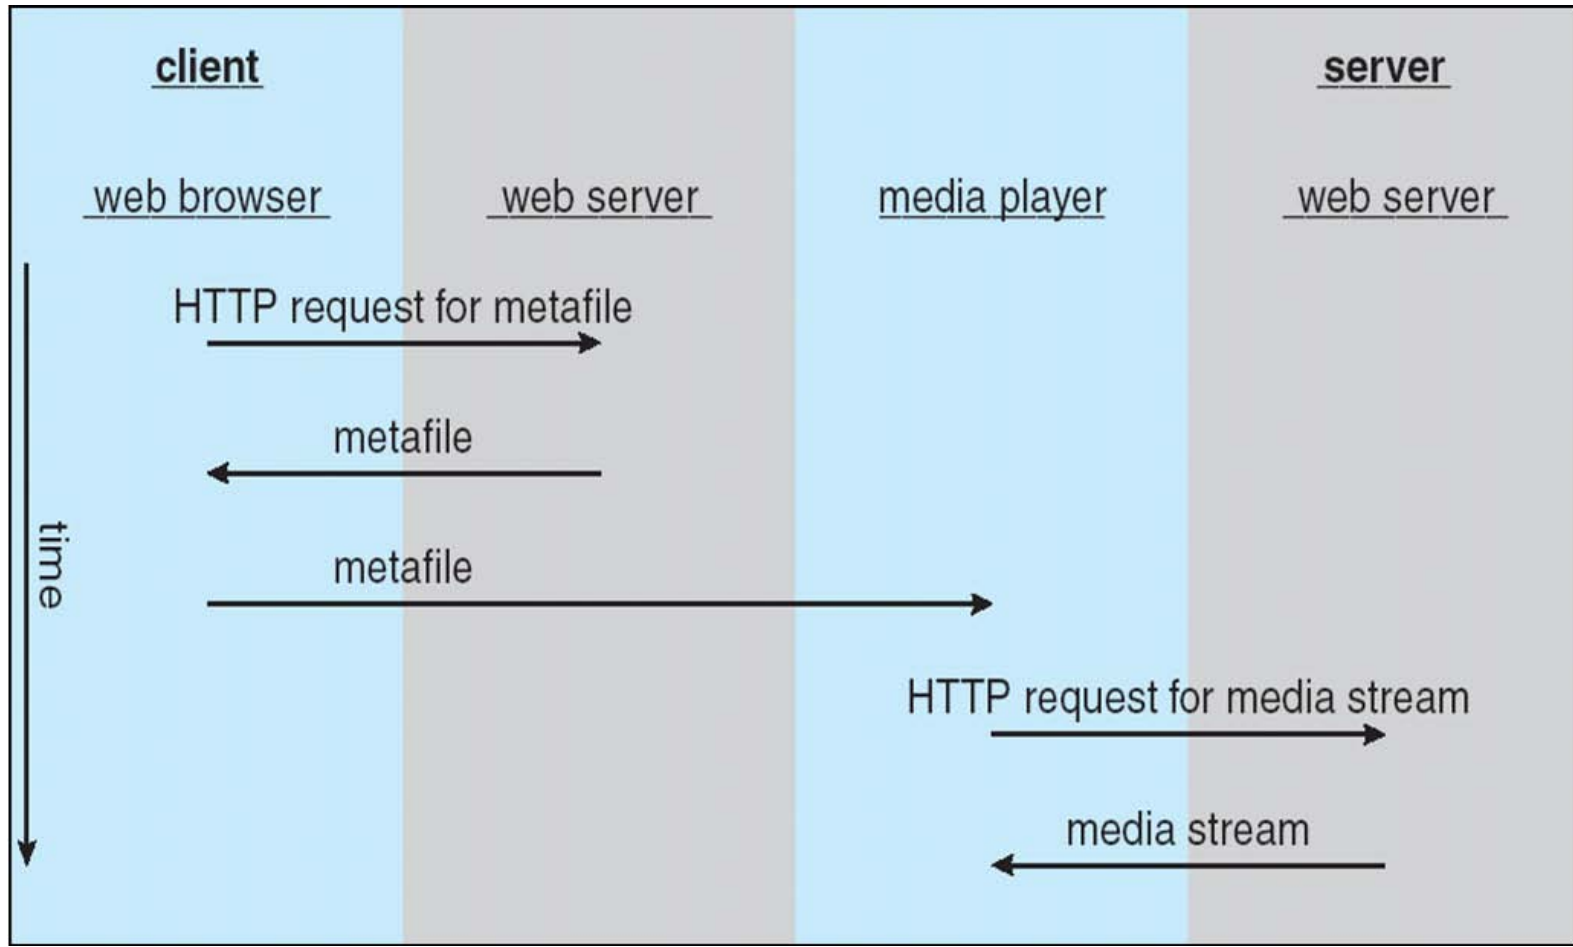 client server
web browser web server media player web server
HTTP request for metafile
metafile
metafile
time
HTTP request for media stream
media stream